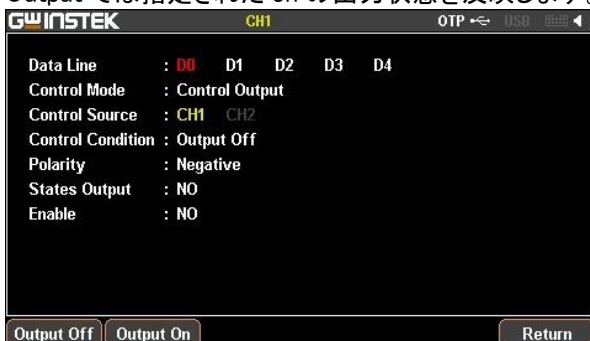 Output では指定された ch の出力状態を反映します。
GWINSTEK CH1 OTP USB
Data Line : D0 D1 D2 D3 D4
Control Mode : Control Output
Control Source : CH1 CH2
Control Condition : Output Off
Polarity : Negative
States Output : NO
Enable : NO
Output Off Output On Return